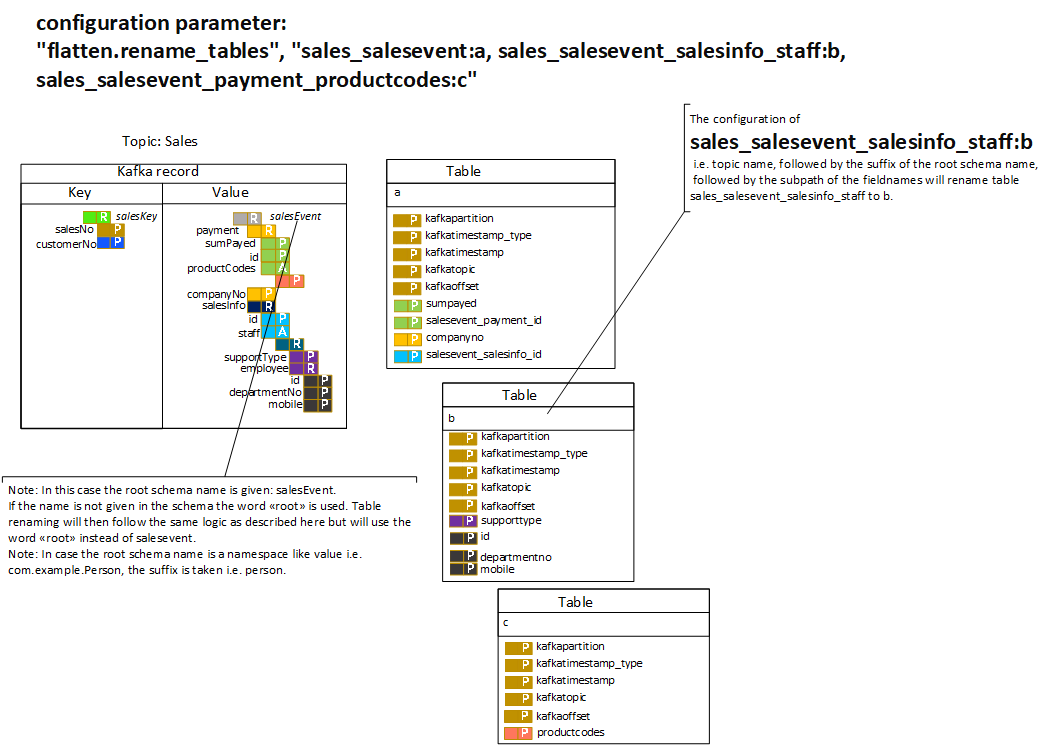 configuration parameter:
"flatten.rename_tables", "sales_salesevent:a, sales_salesevent_salesinfo_staff:b,
sales_salesevent_payment_productcodes:c"
Topic: Sales
Kafka record
Key
Value
R salesKey
salesNo P
customerNo P
R salesEvent
payment R
sumPayed P
id P
productCodes A
P
companyNo P
salesInfo R
id P
staff A
R
supportType P
employee R
id P
departmentNo P
mobile P
Note: In this case the root schema name is given: salesEvent.
If the name is not given in the schema the word «root» is used. Table
renaming will then follow the same logic as described here but will use the
word «root» instead of salesevent.
Note: In case the root schema name is a namespace like value i.e.
com.example.Person, the suffix is taken i.e. person.
Table
a
P kafkapartition
P kafkatimestamp_type
P kafkatimestamp
P kafkatopic
P kafkaoffset
P sumpayed
P salesevent_payment_id
P companyno
P salesevent_salesinfo_id
The configuration of
sales_salesevent_salesinfo_staff:b
i.e. topic name, followed by the suffix of the root schema name,
followed by the subpath of the fieldnames will rename table
sales_salesevent_salesinfo_staff to b.
Table
b
P kafkapartition
P kafkatimestamp_type
P kafkatimestamp
P kafkatopic
P kafkaoffset
P supporttype
P id
P departmentno
P mobile
Table
c
P kafkapartition
P kafkatimestamp_type
P kafkatimestamp
P kafkatopic
P kafkaoffset
P productcodes